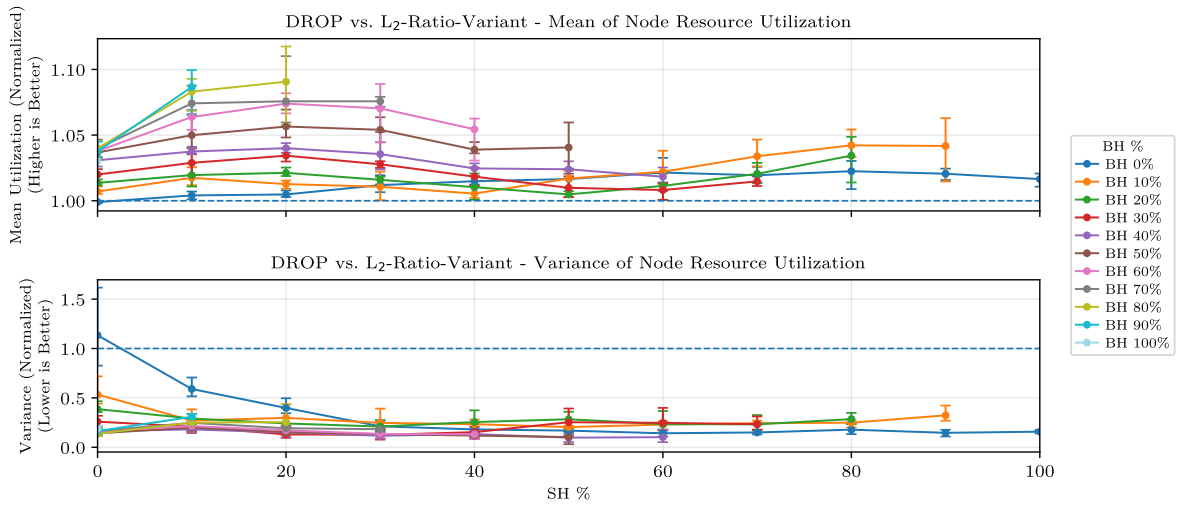 DROP vs. L₂-Ratio-Variant - Mean of Node Resource Utilization
Mean Utilization (Normalized)
(Higher is Better)
1.10
1.05
1.00
DROP vs. L₂-Ratio-Variant - Variance of Node Resource Utilization
Variance (Normalized)
(Lower is Better)
1.5
1.0
0.5
0.0
0 20 40 60 80 100
SH %
BH %
BH 0%
BH 10%
BH 20%
BH 30%
BH 40%
BH 50%
BH 60%
BH 70%
BH 80%
BH 90%
BH 100%